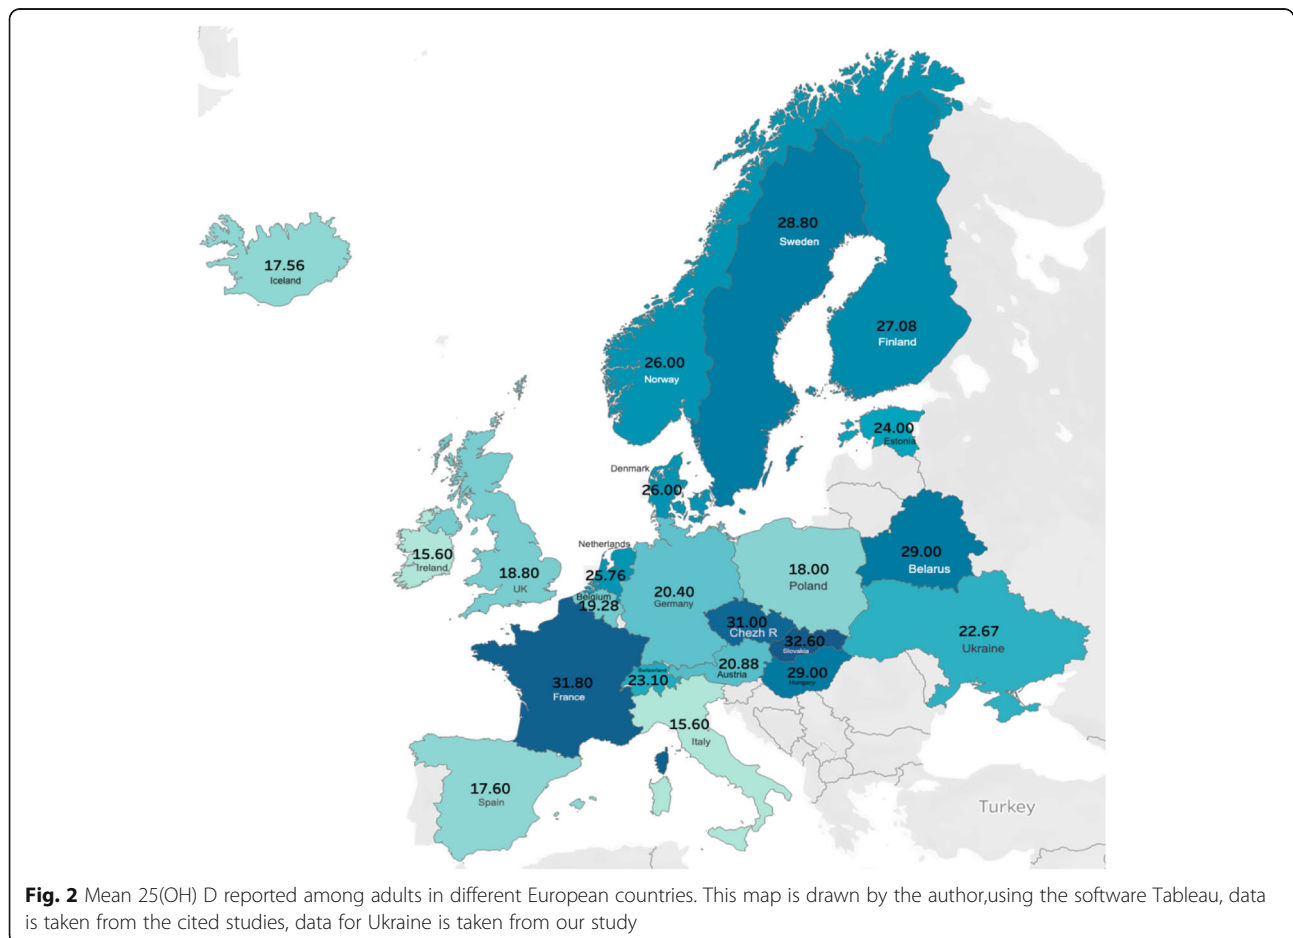 28.80
Sweden
17.56
Iceland
27.08
Finland
26.00
Norway
24.00
Estonia
Denmark
26.00
Netherlands
25.76
15.60
Ireland
18.80
UK
Belgium
19.28
20.40
Germany
18.00
Poland
29.00
Belarus
31.00
Chezh R
32.60
Slovakia
22.67
Ukraine
31.80
France
Switzerland
23.10
20.88
Austria
29.00
Hungary
15.60
Italy
17.60
Spain
Turkey
Fig. 2 Mean 25(OH) D reported among adults in different European countries. This map is drawn by the author,using the software Tableau, data
is taken from the cited studies, data for Ukraine is taken from our study